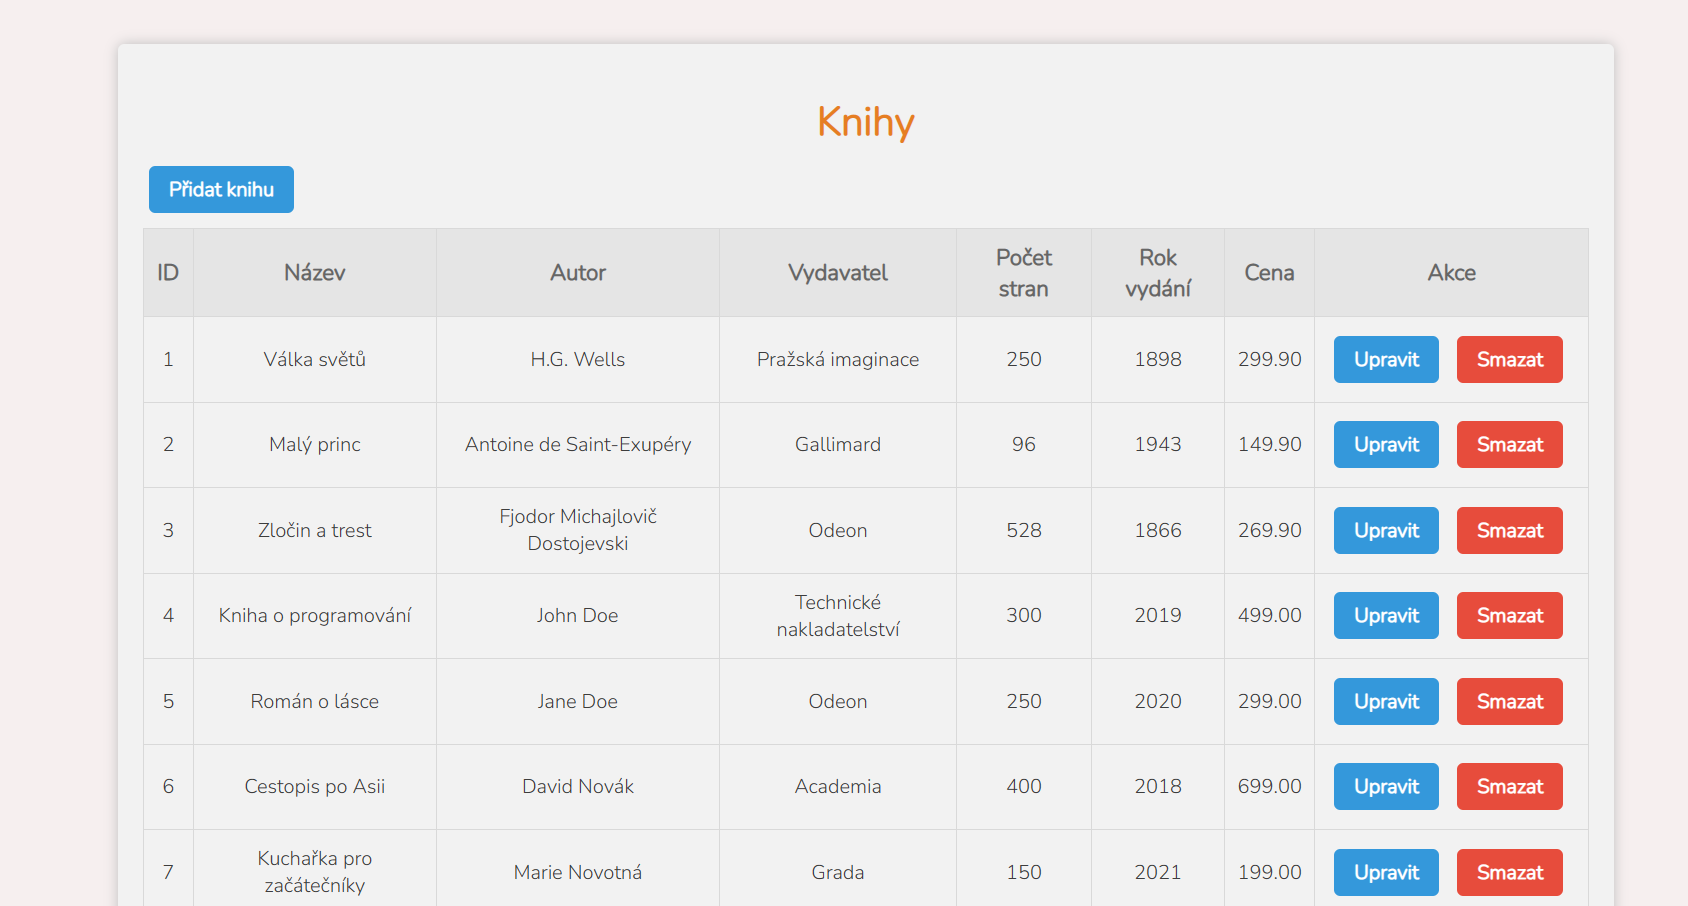 Knihy
Přidat knihu
ID Název Autor Vydavatel Počet stran Rok vydání Cena Akce
1 Válka světů H.G. Wells Pražská imaginace 250 1898 299.90 Upravit Smazat
2 Malý princ Antoine de Saint-Exupéry Gallimard 96 1943 149.90 Upravit Smazat
3 Zločin a trest Fjodor Michajlovič Dostojevski Odeon 528 1866 269.90 Upravit Smazat
4 Kniha o programování John Doe Technické nakladatelství 300 2019 499.00 Upravit Smazat
5 Román o lásce Jane Doe Odeon 250 2020 299.00 Upravit Smazat
6 Cestopis po Asii David Novák Academia 400 2018 699.00 Upravit Smazat
7 Kuchařka pro začátečníky Marie Novotná Grada 150 2021 199.00 Upravit Smazat